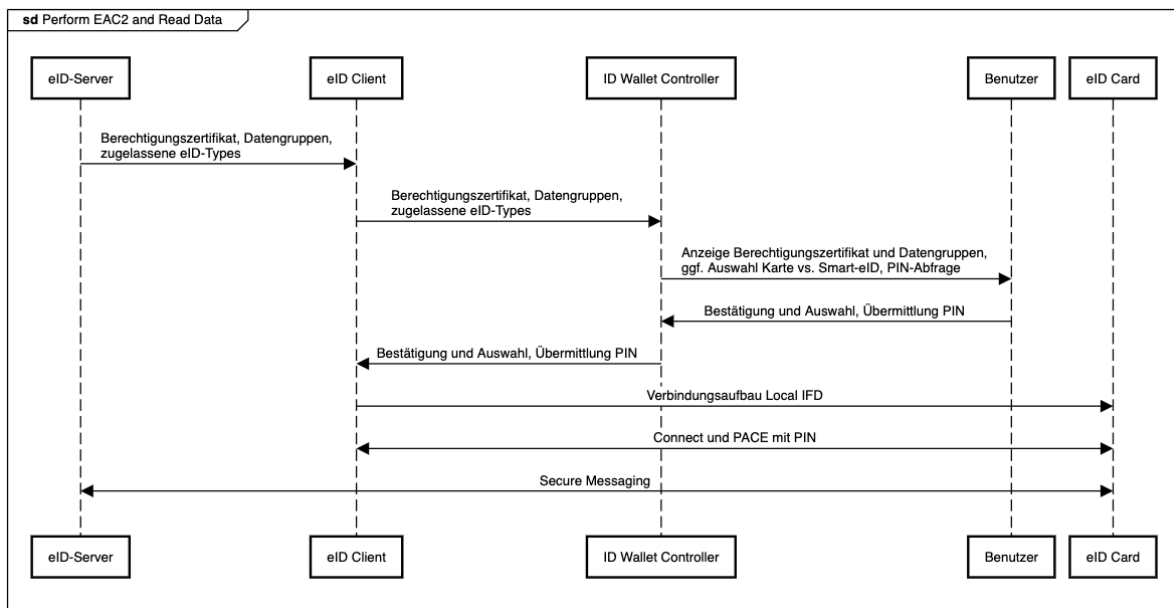 sd Perform EAC2 and Read Data
eID-Server
eID Client
ID Wallet Controller
Benutzer
eID Card
Berechtigungszertifikat, Datengruppen,
zugelassene eID-Types
Berechtigungszertifikat, Datengruppen,
zugelassene eID-Types
Anzeige Berechtigungszertifikat und Datengruppen,
ggf. Auswahl Karte vs. Smart-eID, PIN-Abfrage
Bestätigung und Auswahl, Übermittlung PIN
Bestätigung und Auswahl, Übermittlung PIN
Verbindungsaufbau Local IFD
Connect und PACE mit PIN
Secure Messaging
eID-Server
eID Client
ID Wallet Controller
Benutzer
eID Card